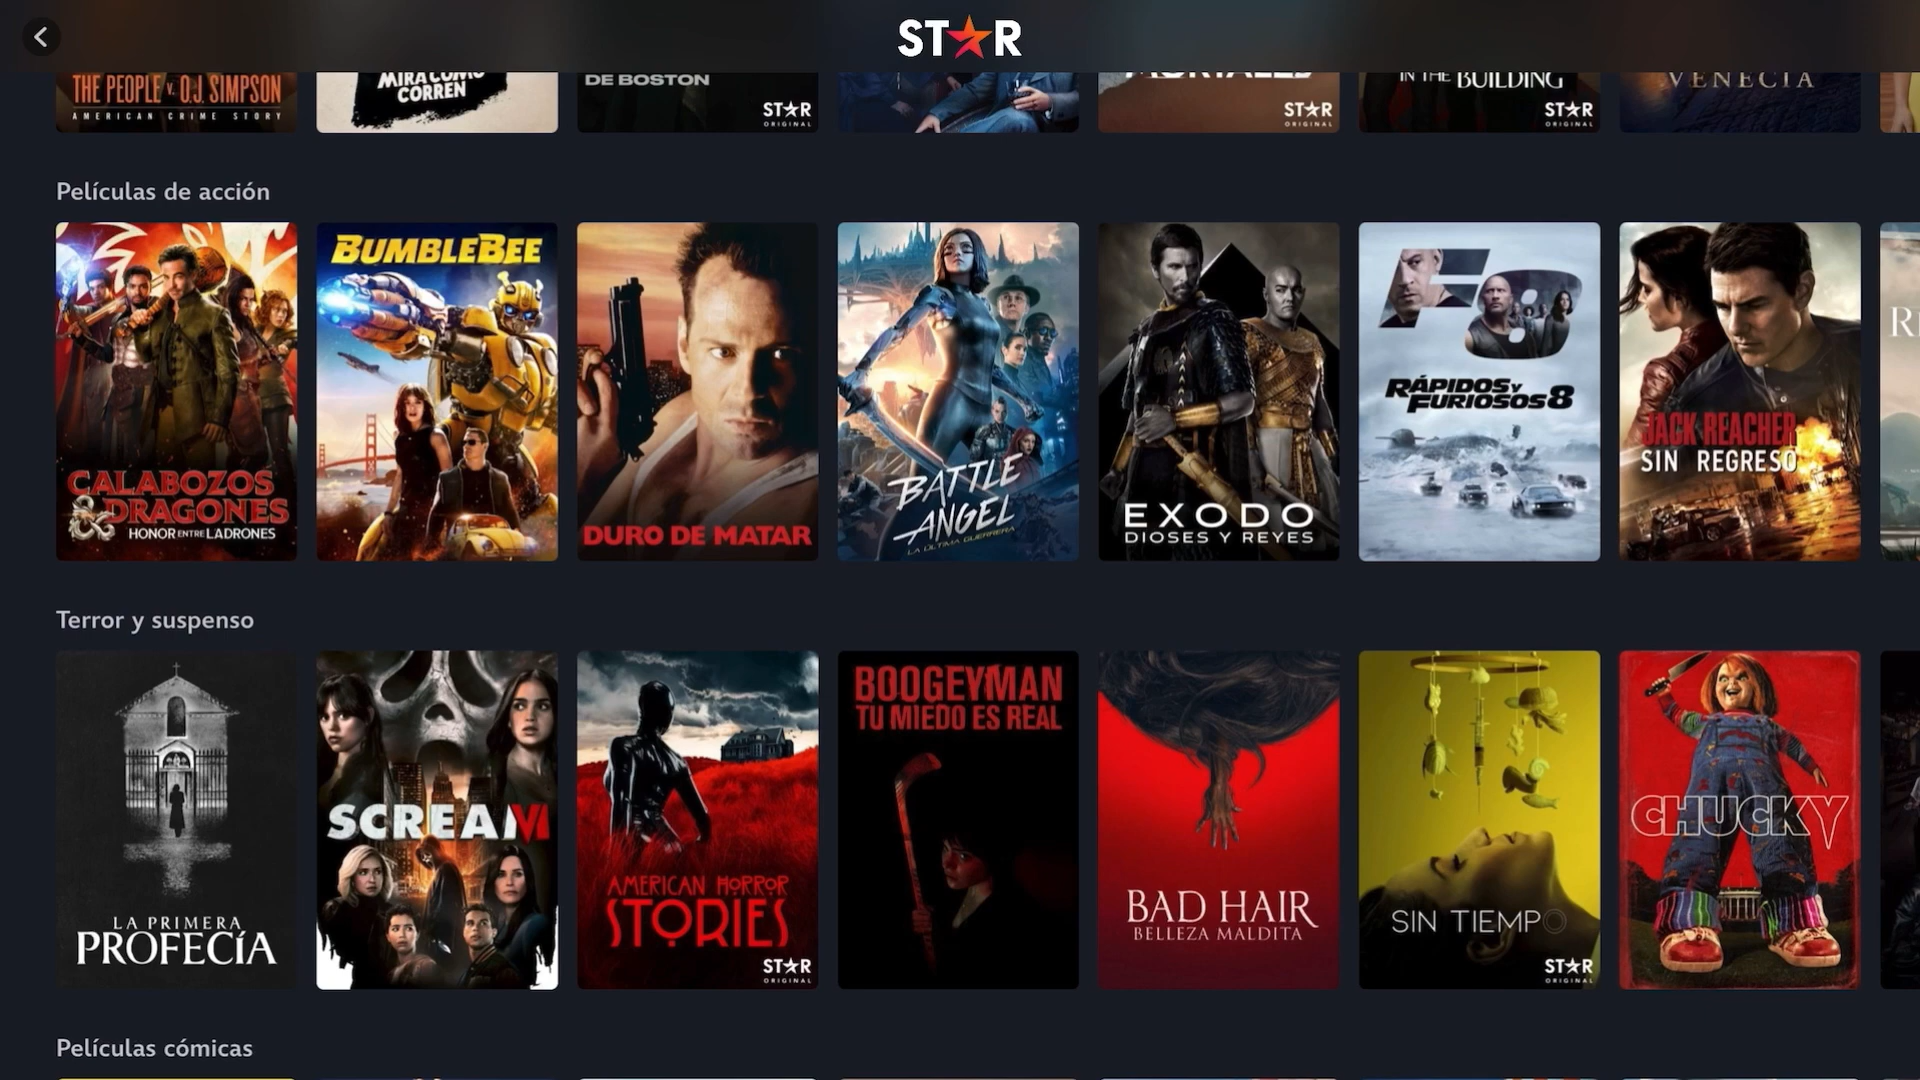 STAR
THE PEOPLE V. O.J. SIMPSON
AMERICAN CRIME STORY
MIRA CÓMO
CORREN
DE BOSTON
STAR
ORIGINAL
STAR
ORIGINAL
IN THE BUILDING
STAR
ORIGINAL
VENECIA
Películas de acción
CALABOZOS
& DRAGONES
HONOR ENTRE LADRONES
BUMBLEBEE
DURO DE MATAR
BATTLE
ANGEL
LA ÚLTIMA GUERRERA
EXODO
DIOSES Y REYES
F8
RÁPIDOS Y
FURIOSOS 8
JACK REACHER
SIN REGRESO
Terror y suspenso
LA PRIMERA
PROFECÍA
SCREAM VI
AMERICAN HORROR
STORIES
STAR
ORIGINAL
BOOGEYMAN
TU MIEDO ES REAL
BAD HAIR
BELLEZA MALDITA
SIN TIEMPO
STAR
ORIGINAL
CHUCKY
Películas cómicas